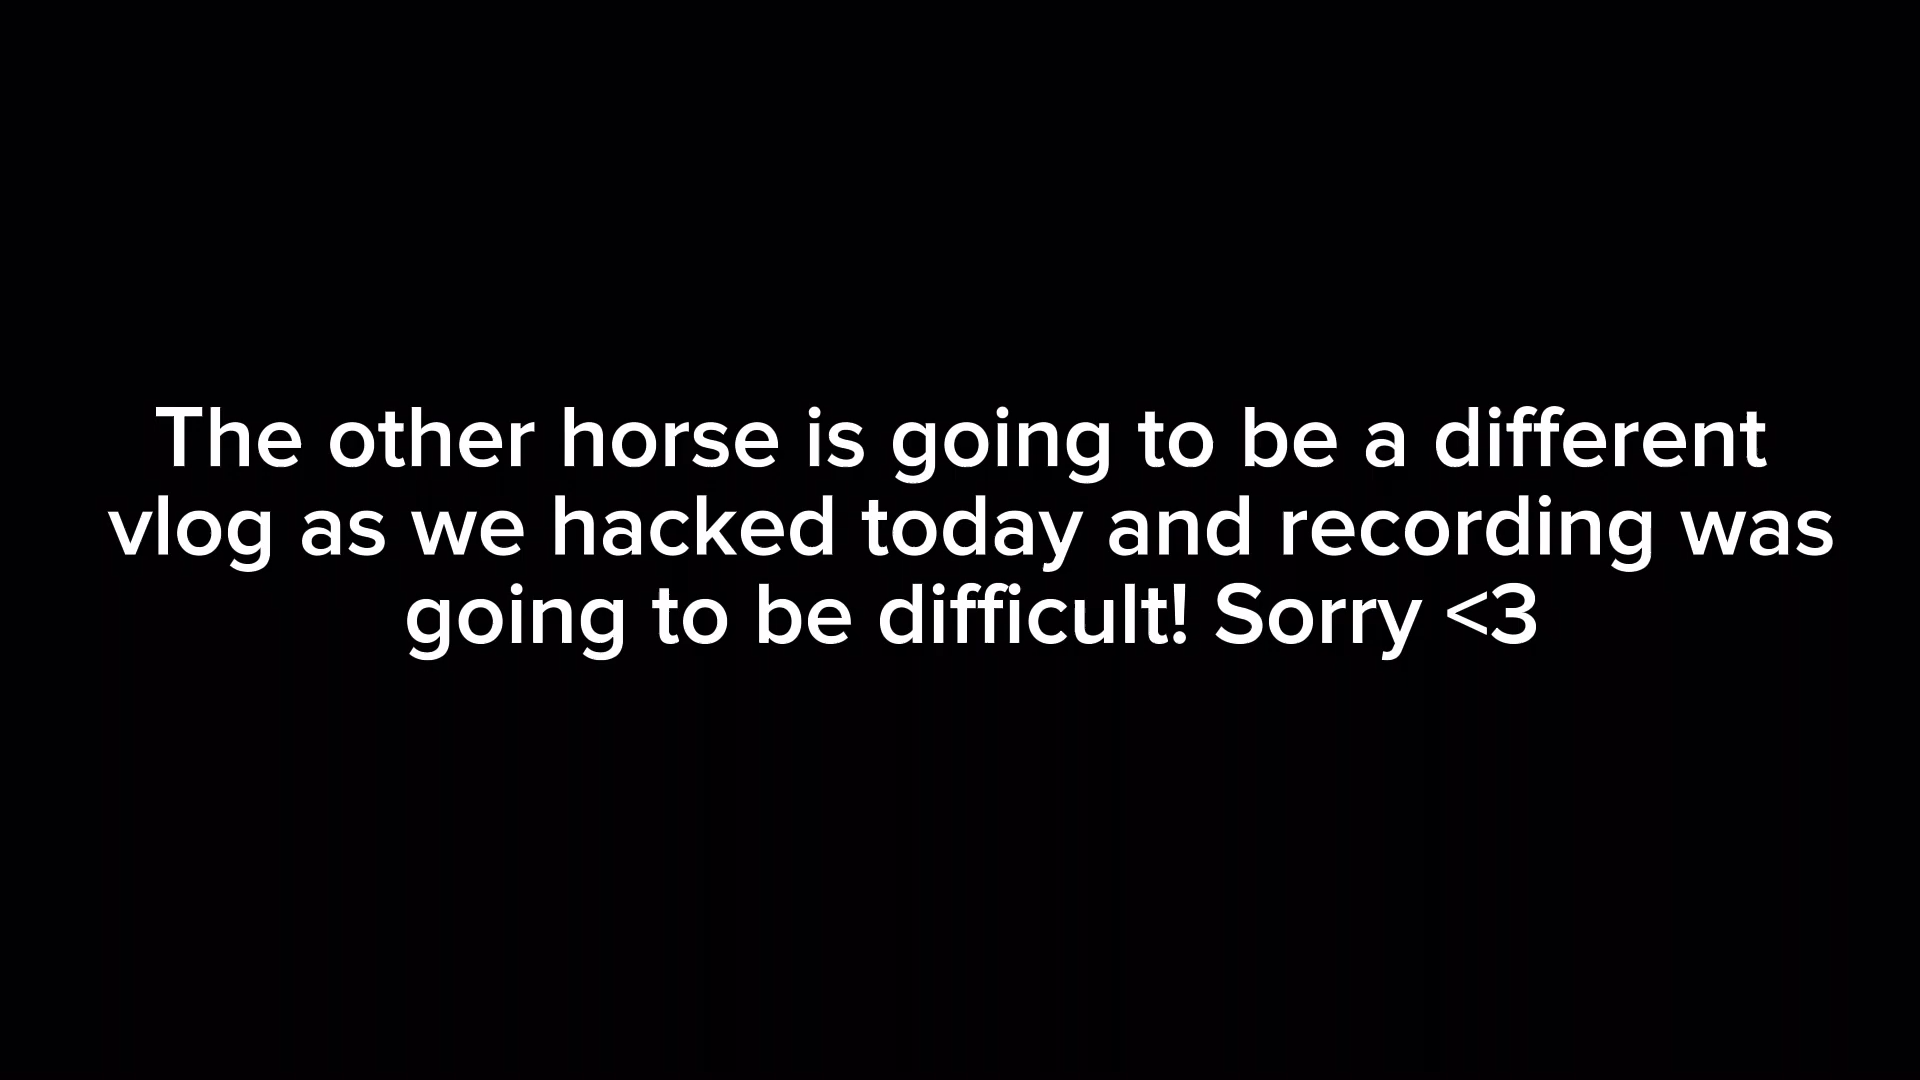 The other horse is going to be a different
vlog as we hacked today and recording was
going to be difficult! Sorry <3